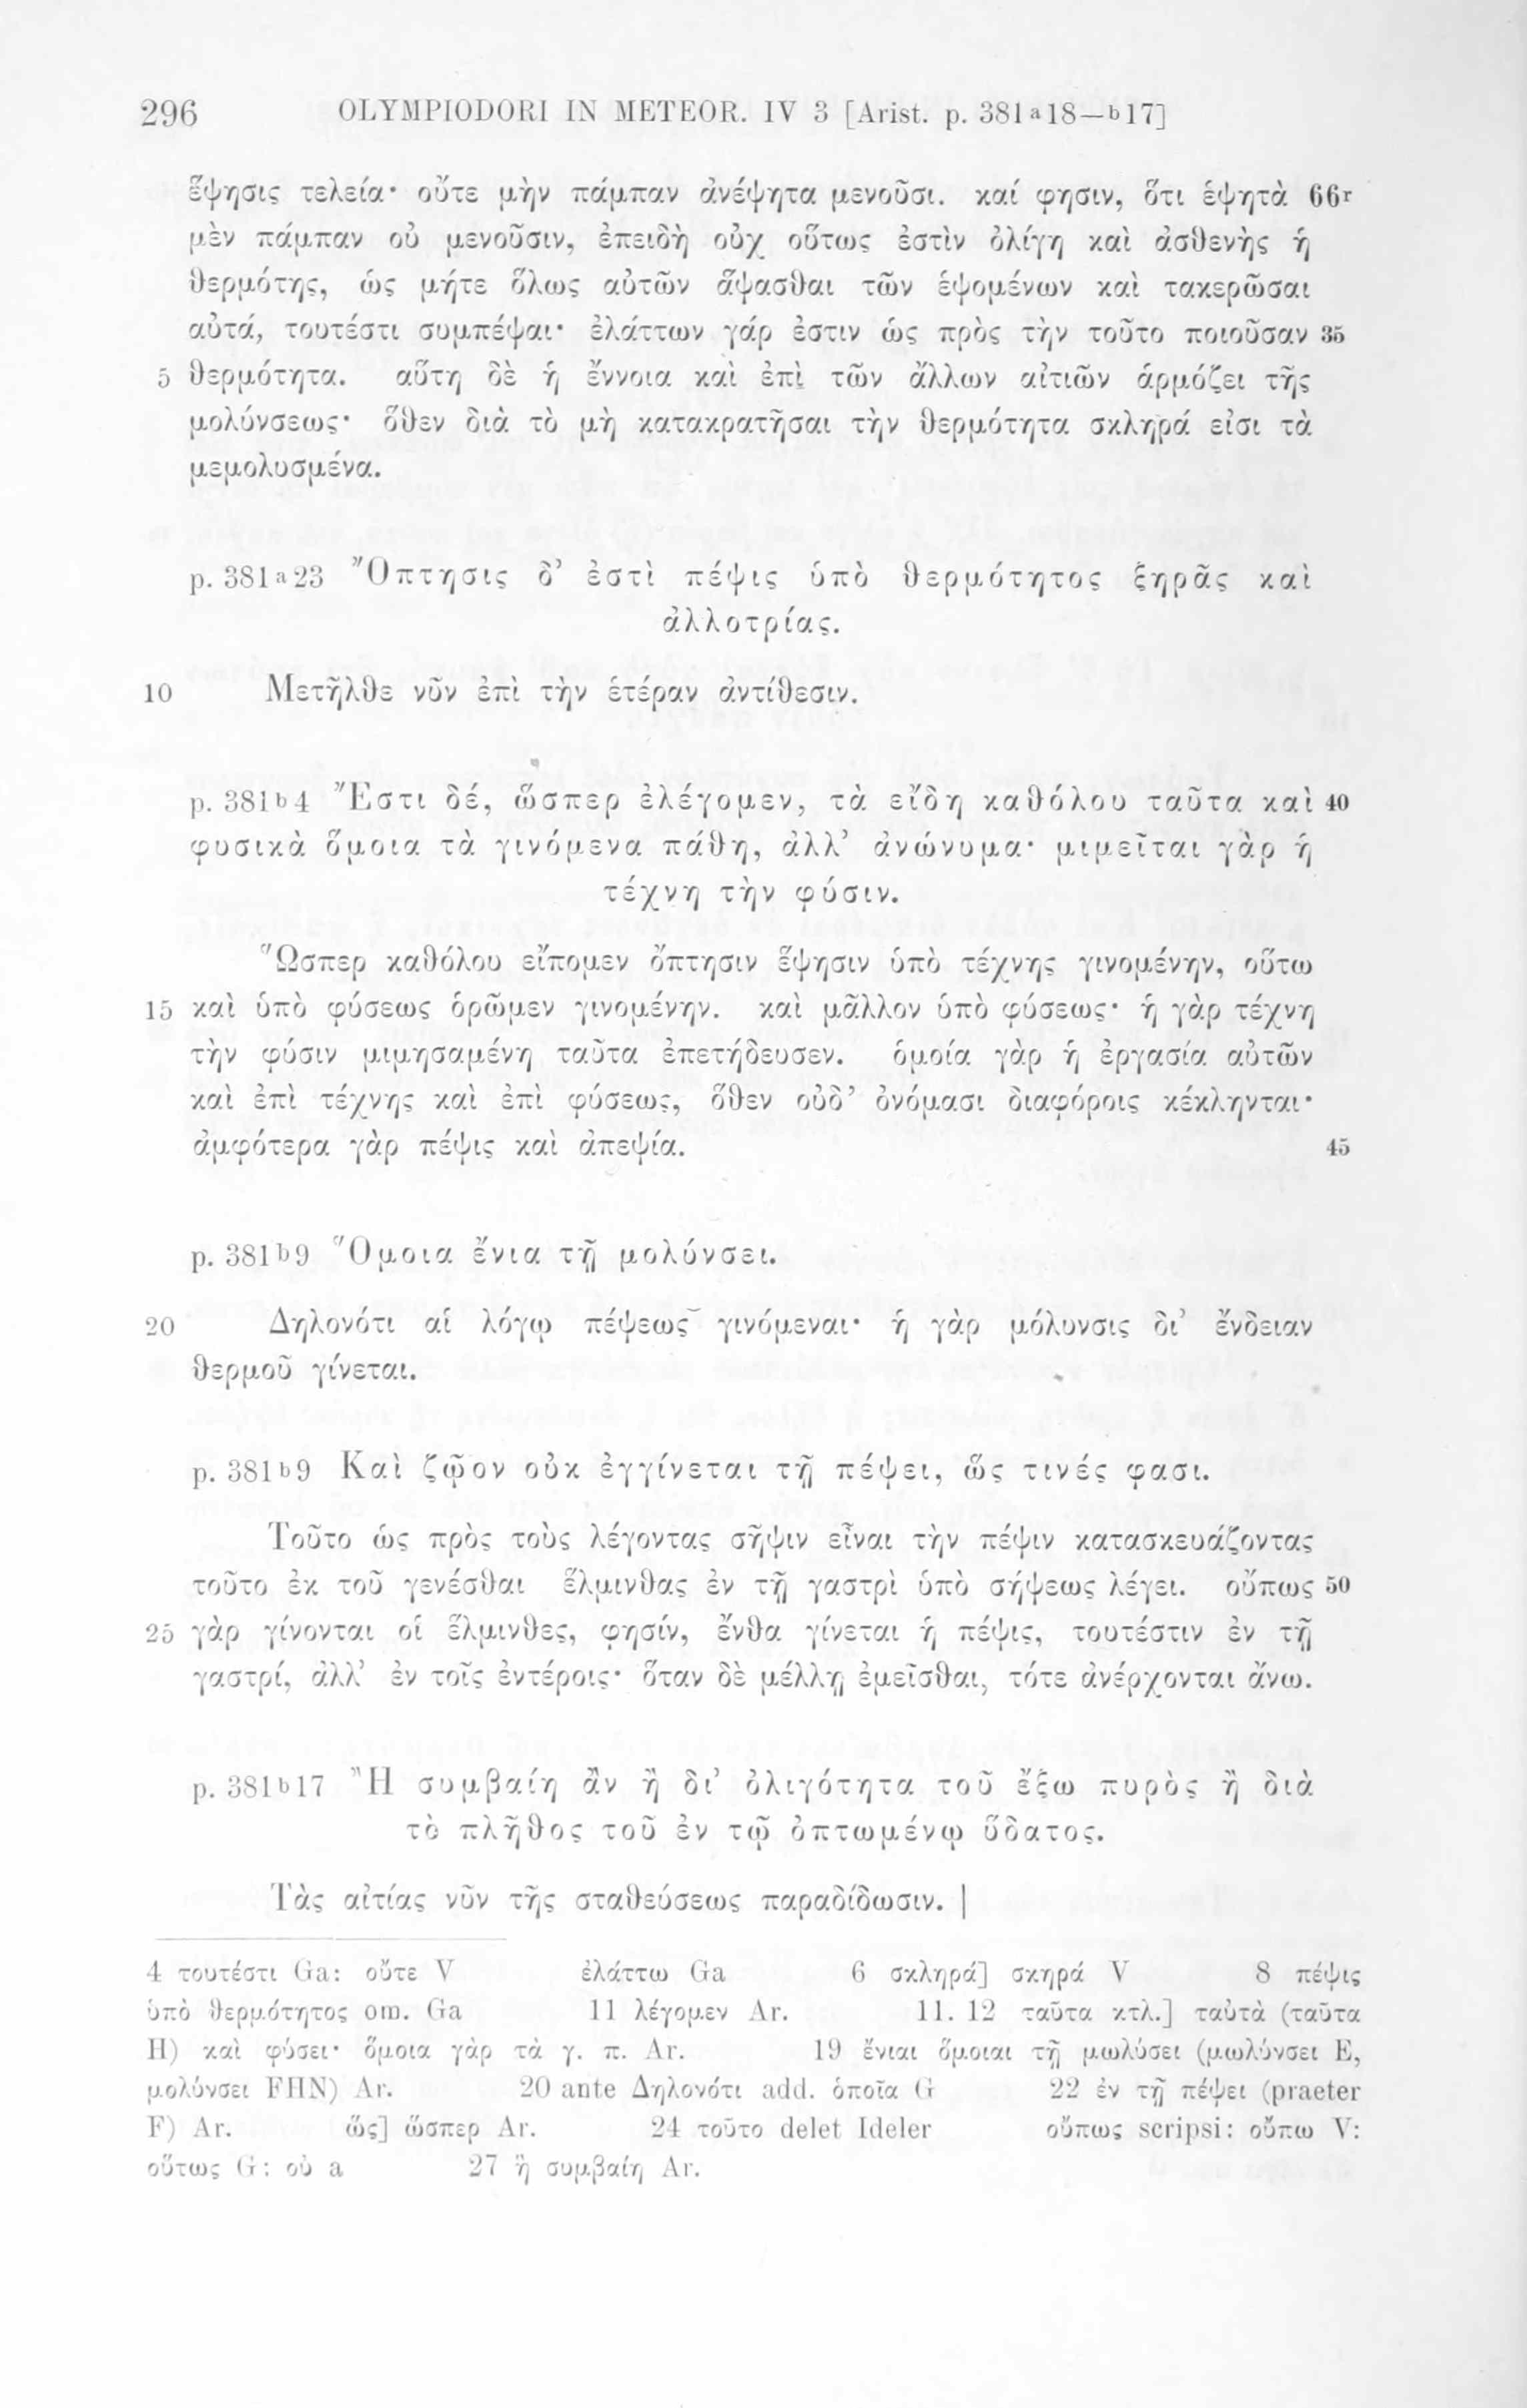 296 OLYMPIODORI IN METEOR. IV 3 [Arist. p. 381a18—b17]
ἕψησις τελεία· οὔτε μὴν πάμπαν ἀνέψητα μενοῦσι. καί φησιν, ὅτι ἑψητὰ 66r
μὲν πάμπαν οὐ μενοῦσιν, ἐπειδὴ οὐχ οὕτως ἐστὶν ὀλίγη καὶ ἀσθενὴς ἡ
θερμότης, ὡς μήτε ὅλως αὐτῶν ἅψασθαι τῶν ἑψομένων καὶ τακερῶσαι
αὐτά, τουτέστι συμπέψαι· ἐλάττων γάρ ἐστιν ὡς πρὸς τὴν τοῦτο ποιοῦσαν 35
5 θερμότητα. αὕτη δὲ ἡ ἔννοια καὶ ἐπὶ τῶν ἄλλων αἰτιῶν ἁρμόζει τῆς
μολύνσεως· ὅθεν διὰ τὸ μὴ κατακρατῆσαι τὴν θερμότητα σκληρά εἰσι τὰ
μεμολυσμένα.
p. 381a23 Ὄπτησις δ’ ἐστὶ πέψις ὑπὸ θερμότητος ξηρᾶς καὶ
ἀλλοτρίας.
10 Μετῆλθε νῦν ἐπὶ τὴν ἑτέραν ἀντίθεσιν.
p. 381b4 Ἔστι δέ, ὥσπερ ἐλέγομεν, τὰ εἴδη καθόλου ταῦτα καὶ 40
φυσικὰ ὅμοια τὰ γινόμενα πάθη, ἀλλ’ ἀνώνυμα· μιμεῖται γὰρ ἡ
τέχνη τὴν φύσιν.
Ὥσπερ καθόλου εἴπομεν ὄπτησιν ἕψησιν ὑπὸ τέχνης γινομένην, οὕτω
15 καὶ ὑπὸ φύσεως ὁρῶμεν γινομένην. καὶ μᾶλλον ὑπὸ φύσεως· ἡ γὰρ τέχνη
τὴν φύσιν μιμησαμένη ταῦτα ἐπετήδευσεν. ὁμοία γὰρ ἡ ἐργασία αὐτῶν
καὶ ἐπὶ τέχνης καὶ ἐπὶ φύσεως, ὅθεν οὐδ’ ὀνόμασι διαφόροις κέκληνται·
ἀμφότερα γὰρ πέψις καὶ ἀπεψία. 45
p. 381b9 Ὅμοια ἔνια τῇ μολύνσει.
20 Δηλονότι αἱ λόγῳ πέψεως γινόμεναι· ἡ γὰρ μόλυνσις δι’ ἔνδειαν
θερμοῦ γίνεται.
p. 381b9 Καὶ ζῷον οὐκ ἐγγίνεται τῇ πέψει, ὥς τινές φασι.
Τοῦτο ὡς πρὸς τοὺς λέγοντας σῆψιν εἶναι τὴν πέψιν κατασκευάζοντας
τοῦτο ἐκ τοῦ γενέσθαι ἕλμινθας ἐν τῇ γαστρὶ ὑπὸ σήψεως λέγει. οὔπως 50
25 γὰρ γίνονται οἱ ἕλμινθες, φησίν, ἔνθα γίνεται ἡ πέψις, τουτέστιν ἐν τῇ
γαστρί, ἀλλ’ ἐν τοῖς ἐντέροις· ὅταν δὲ μέλλῃ ἐμεῖσθαι, τότε ἀνέρχονται ἄνω.
p. 381b17 Ἢ συμβαίη ἂν ἢ δι’ ὀλιγότητα τοῦ ἔξω πυρὸς ἢ διὰ
τὸ πλῆθος τοῦ ἐν τῷ ὀπτωμένῳ ὕδατος.
Τὰς αἰτίας νῦν τῆς σταθεύσεως παραδίδωσιν. |
4 τουτέστι Ga: οὔτε V ἐλάττω Ga 6 σκληρά] σκηρά V 8 πέψις
ὑπὸ θερμότητος om. Ga 11 λέγομεν Ar. 11. 12 ταῦτα κτλ.] ταὐτὰ (ταῦτα
H) καὶ φύσει· ὅμοια γὰρ τὰ γ. π. Ar. 19 ἔνιαι ὅμοιαι τῇ μωλύσει (μωλύνσει E,
μολύνσει FHN) Ar. 20 ante Δηλονότι add. ὁποῖα G 22 ἐν τῇ πέψει (praeter
F) Ar. ὥς] ὥσπερ Ar. 24 τοῦτο delet Ideler οὔπως scripsi: οὔπω V:
οὕτως G: οὐ a 27 ἢ συμβαίη Ar.